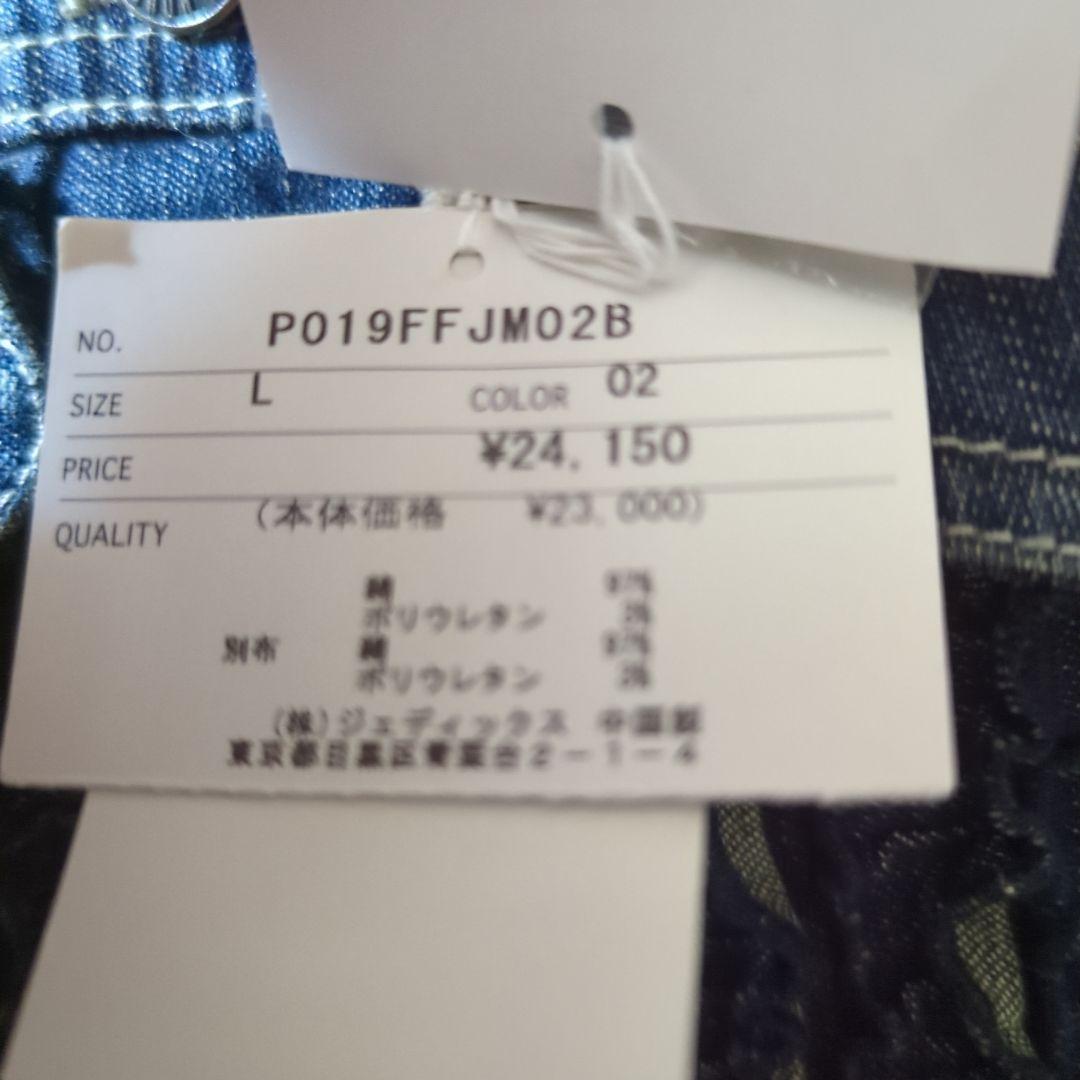 NO. P019FFJM02B
SIZE L COLOR 02
PRICE ¥24,150
QUALITY (本体価格 ¥23,000)
綿 97%
ポリウレタン 3%
別布 綿 97%
ポリウレタン 3%
(株)ジェディックス 中国製
東京都目黒区青葉台2-1-4